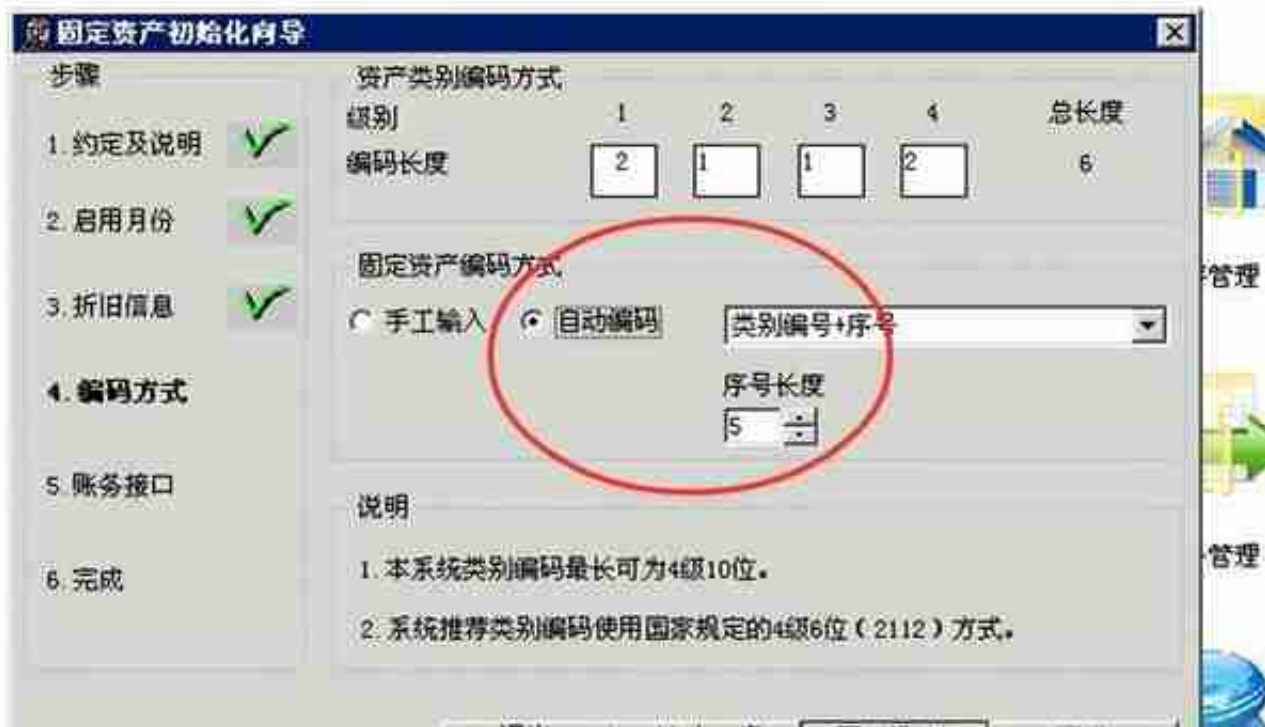 固定资产初始化向导
步骤
1. 约定及说明
2. 启用月份
3. 折旧信息
4. 编码方式
5. 账务接口
6. 完成
资产类别编码方式
级别 1 2 3 4 总长度
编码长度 2 1 1 2 6
固定资产编码方式
手工输入 自动编码 类别编号+序号
序号长度
5
说明
1. 本系统类别编码最长可为4级10位。
2. 系统推荐类别编码使用国家规定的4级6位(2112)方式。
管理
管理